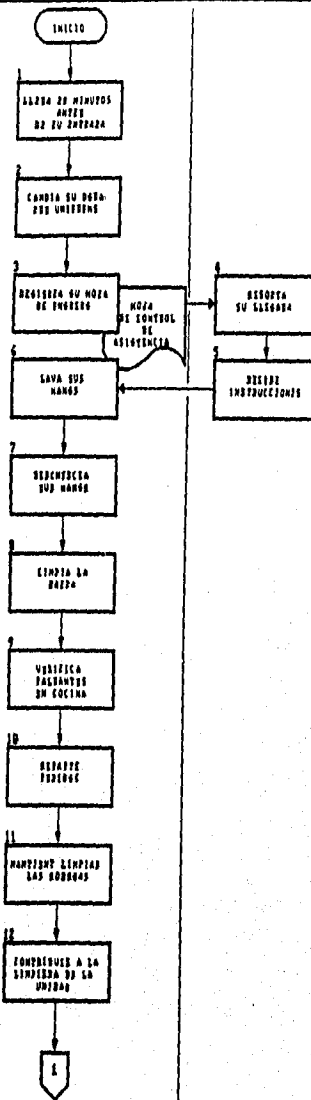 INICIO
1
LLEGA 20 MINUTOS
ANTES
DE SU ENTRADA
2
CAMBIA SU ROPA
POR UNIFORME
3
REGISTRA SU HORA
DE INGRESO
HOJA
DE CONTROL
DE
ASISTENCIA
4
REPORTA
SU LLEGADA
5
RECIBE
INSTRUCCIONES
6
LAVA SUS
MANOS
7
SUS MANOS
8
LIMPIA LA
BARRA
9
VERIFICA
FALTANTES
EN COCINA
10
REPARTE
11
MANTIENE LIMPIAS
LAS BODEGAS
12
CONTRIBUYE A LA
LIMPIEZA DE LA
UNIDAD
1